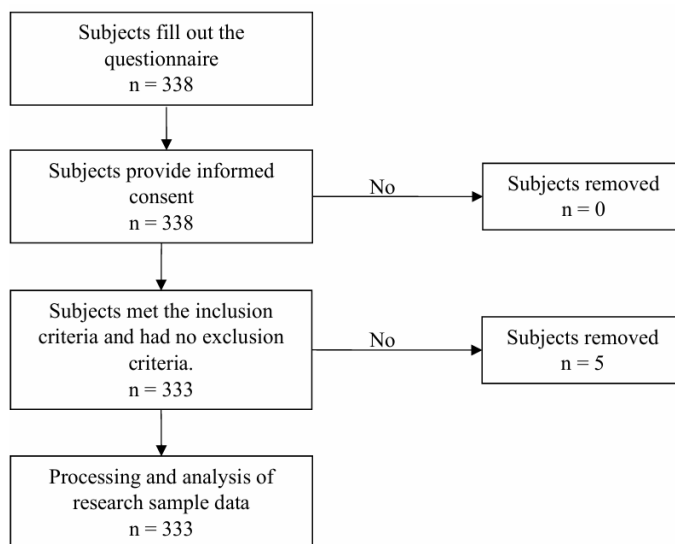 Subjects fill out the
questionnaire
n = 338
Subjects provide informed
consent
n = 338
No
Subjects removed
n = 0
Subjects met the inclusion
criteria and had no exclusion
criteria.
n = 333
No
Subjects removed
n = 5
Processing and analysis of
research sample data
n = 333